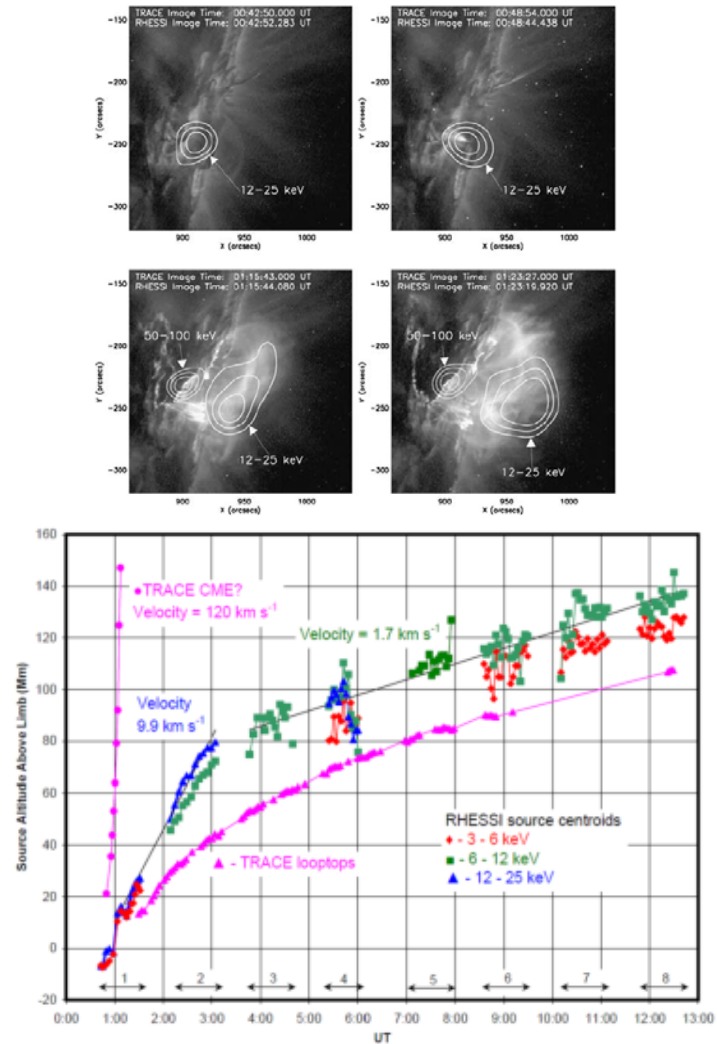 TRACE Image Time: 00:42:50.000 UT
RHESSI Image Time: 00:42:52.283 UT
-150
-200
-250
-300
Y (arcsecs)
12-25 keV
900 950 1000
X (arcsecs)
TRACE Image Time: 00:48:54.000 UT
RHESSI Image Time: 00:48:44.438 UT
-150
-200
-250
-300
Y (arcsecs)
12-25 keV
900 950 1000
X (arcsecs)
TRACE Image Time: 01:15:43.000 UT
RHESSI Image Time: 01:15:44.080 UT
-150
-200
-250
-300
Y (arcsecs)
50-100 keV
12-25 keV
900 950 1000
X (arcsecs)
TRACE Image Time: 01:23:27.000 UT
RHESSI Image Time: 01:23:19.920 UT
-150
-200
-250
-300
Y (arcsecs)
50-100 keV
12-25 keV
900 950 1000
X (arcsecs)
160
140
120
100
80
60
40
20
0
-20
Source Altitude Above Limb (Mm)
TRACE CME?
Velocity = 120 km s⁻¹
Velocity = 1.7 km s⁻¹
Velocity
9.9 km s⁻¹
RHESSI source centroids
- 3 - 6 keV
- 6 - 12 keV
- 12 - 25 keV
- TRACE looptops
1 2 3 4 5 6 7 8
0:00 1:00 2:00 3:00 4:00 5:00 6:00 7:00 8:00 9:00 10:00 11:00 12:00 13:00
UT